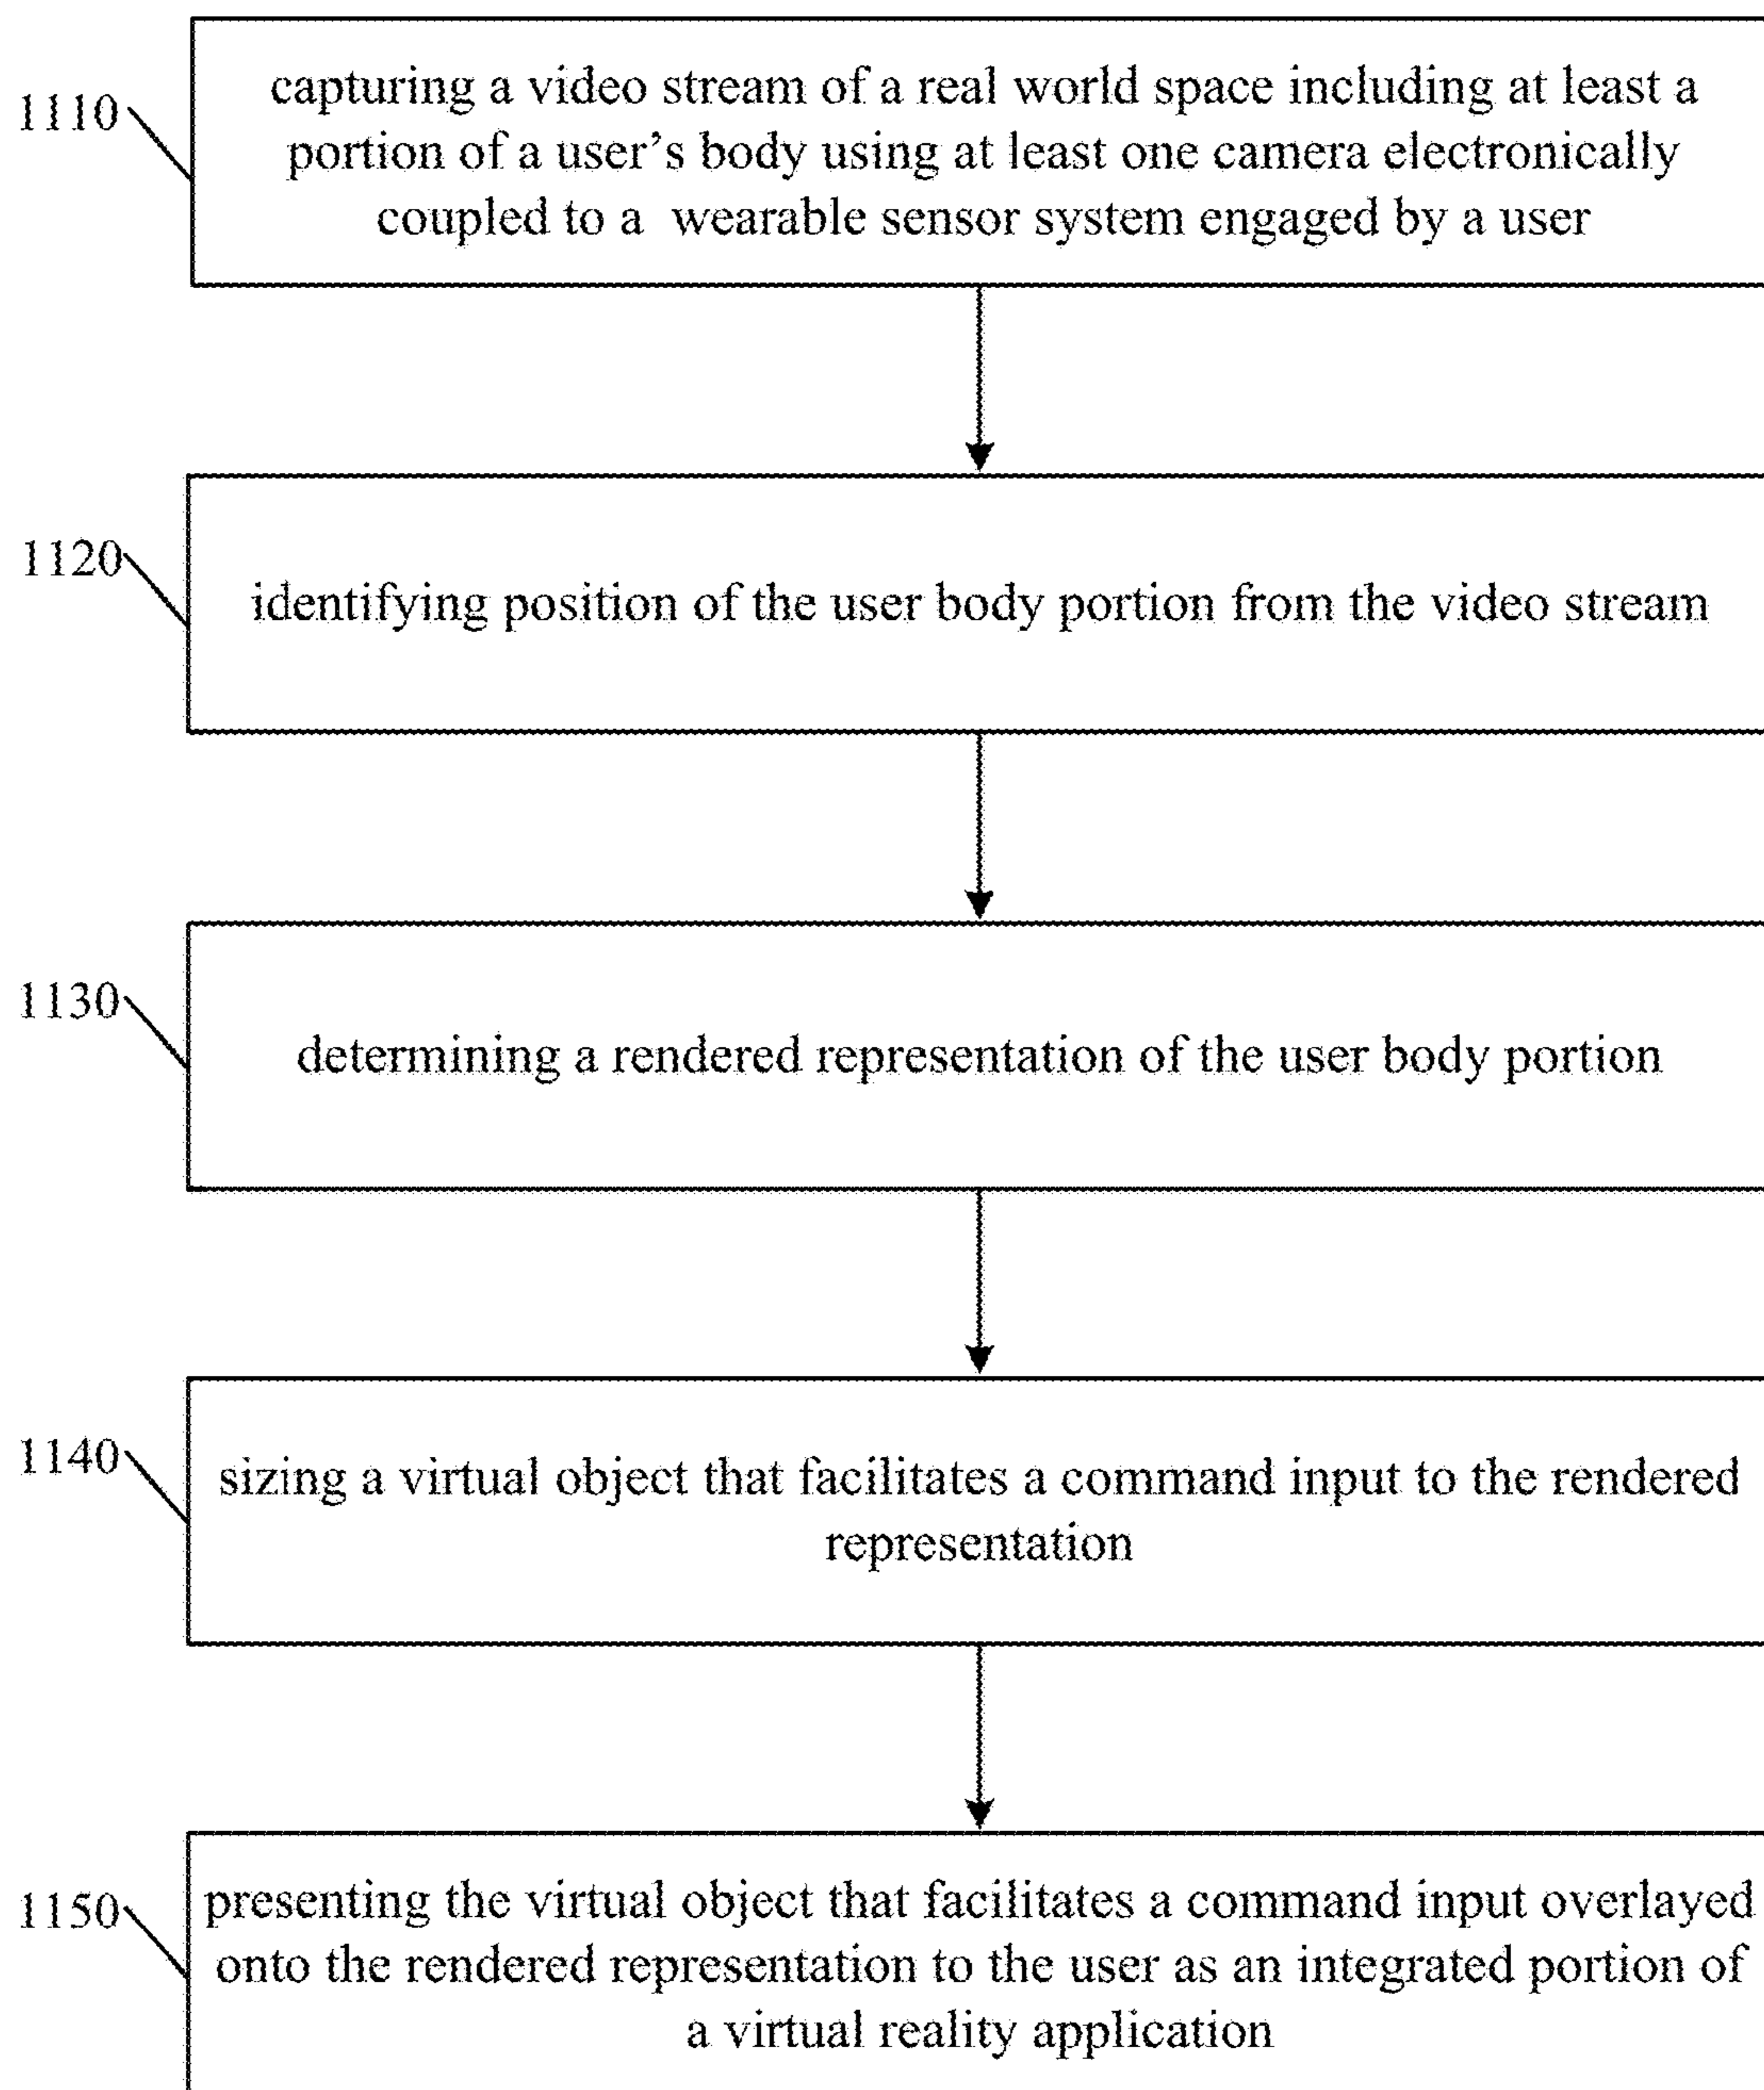 1110
capturing a video stream of a real world space including at least a
portion of a user's body using at least one camera electronically
coupled to a wearable sensor system engaged by a user
1120
identifying position of the user body portion from the video stream
1130
determining a rendered representation of the user body portion
1140
sizing a virtual object that facilitates a command input to the rendered
representation
1150
presenting the virtual object that facilitates a command input overlayed
onto the rendered representation to the user as an integrated portion of
a virtual reality application